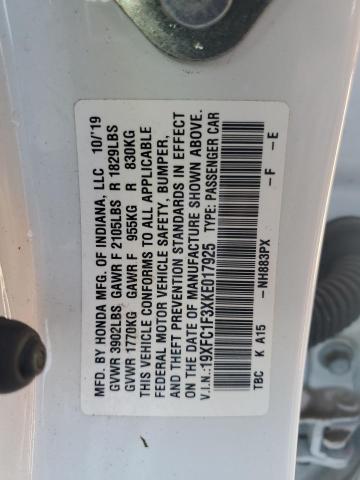 MFD. BY HONDA MFG. OF INDIANA, LLC 10/'19
GVWR 3902LBS GAWR F 2105LBS R 1829LBS
GVWR 1770KG GAWR F 955KG R 830KG
THIS VEHICLE CONFORMS TO ALL APPLICABLE
FEDERAL MOTOR VEHICLE SAFETY, BUMPER,
AND THEFT PREVENTION STANDARDS IN EFFECT
ON THE DATE OF MANUFACTURE SHOWN ABOVE.
V.I.N.:19XFC1F3XKE017925 TYPE: PASSENGER CAR
-NH883PX -F -E
TBC K A15